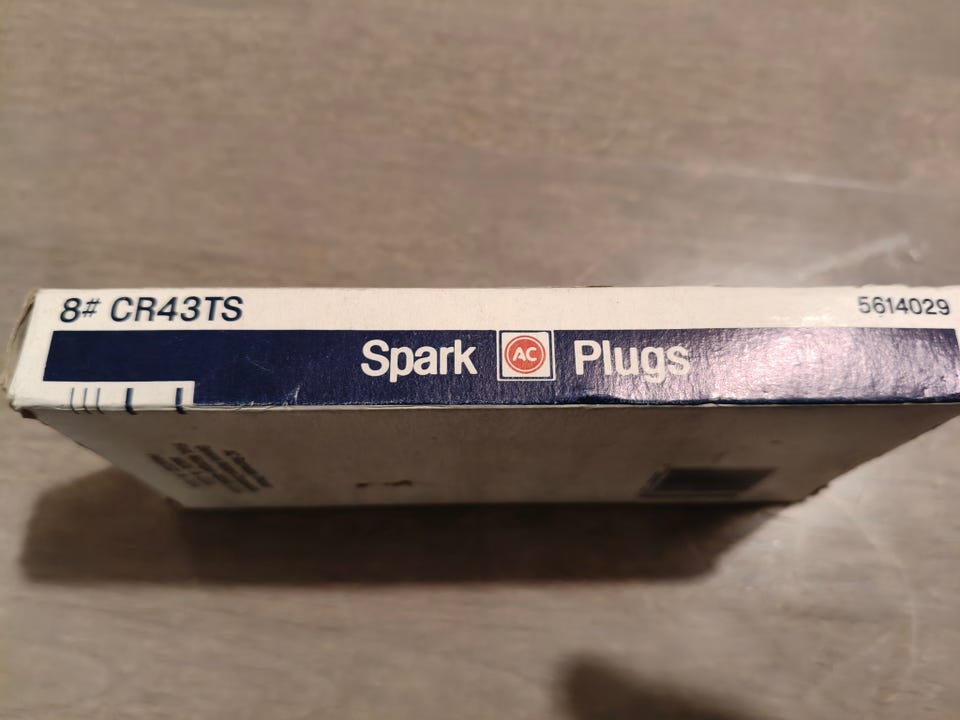 8# CR43TS 5614029
Spark AC Plugs